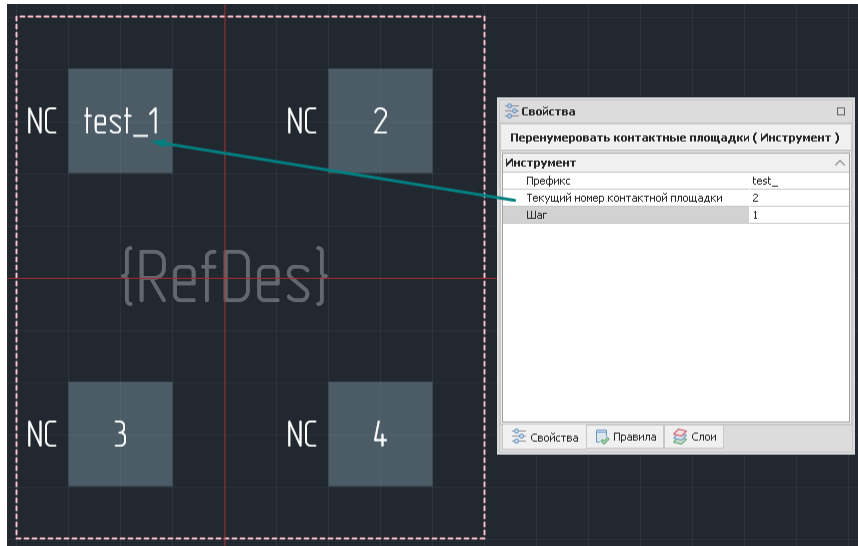 NC test_1 NC 2
{RefDes}
NC 3 NC 4
Свойства
Перенумеровать контактные площадки ( Инструмент )
Инструмент
Префикс test_
Текущий номер контактной площадки 2
Шаг 1
Свойства Правила Слои